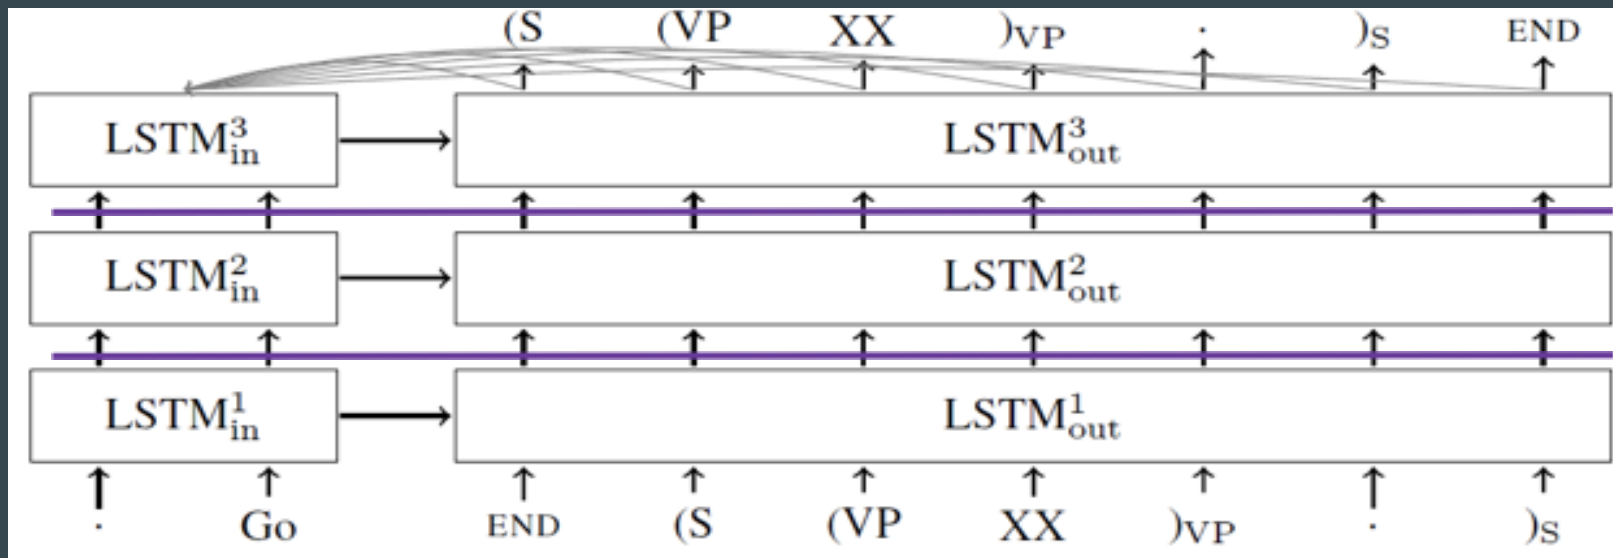 (S (VP XX )VP . )S END
LSTM³in LSTM³out
LSTM²in LSTM²out
LSTM¹in LSTM¹out
. Go END (S (VP XX )VP . )S